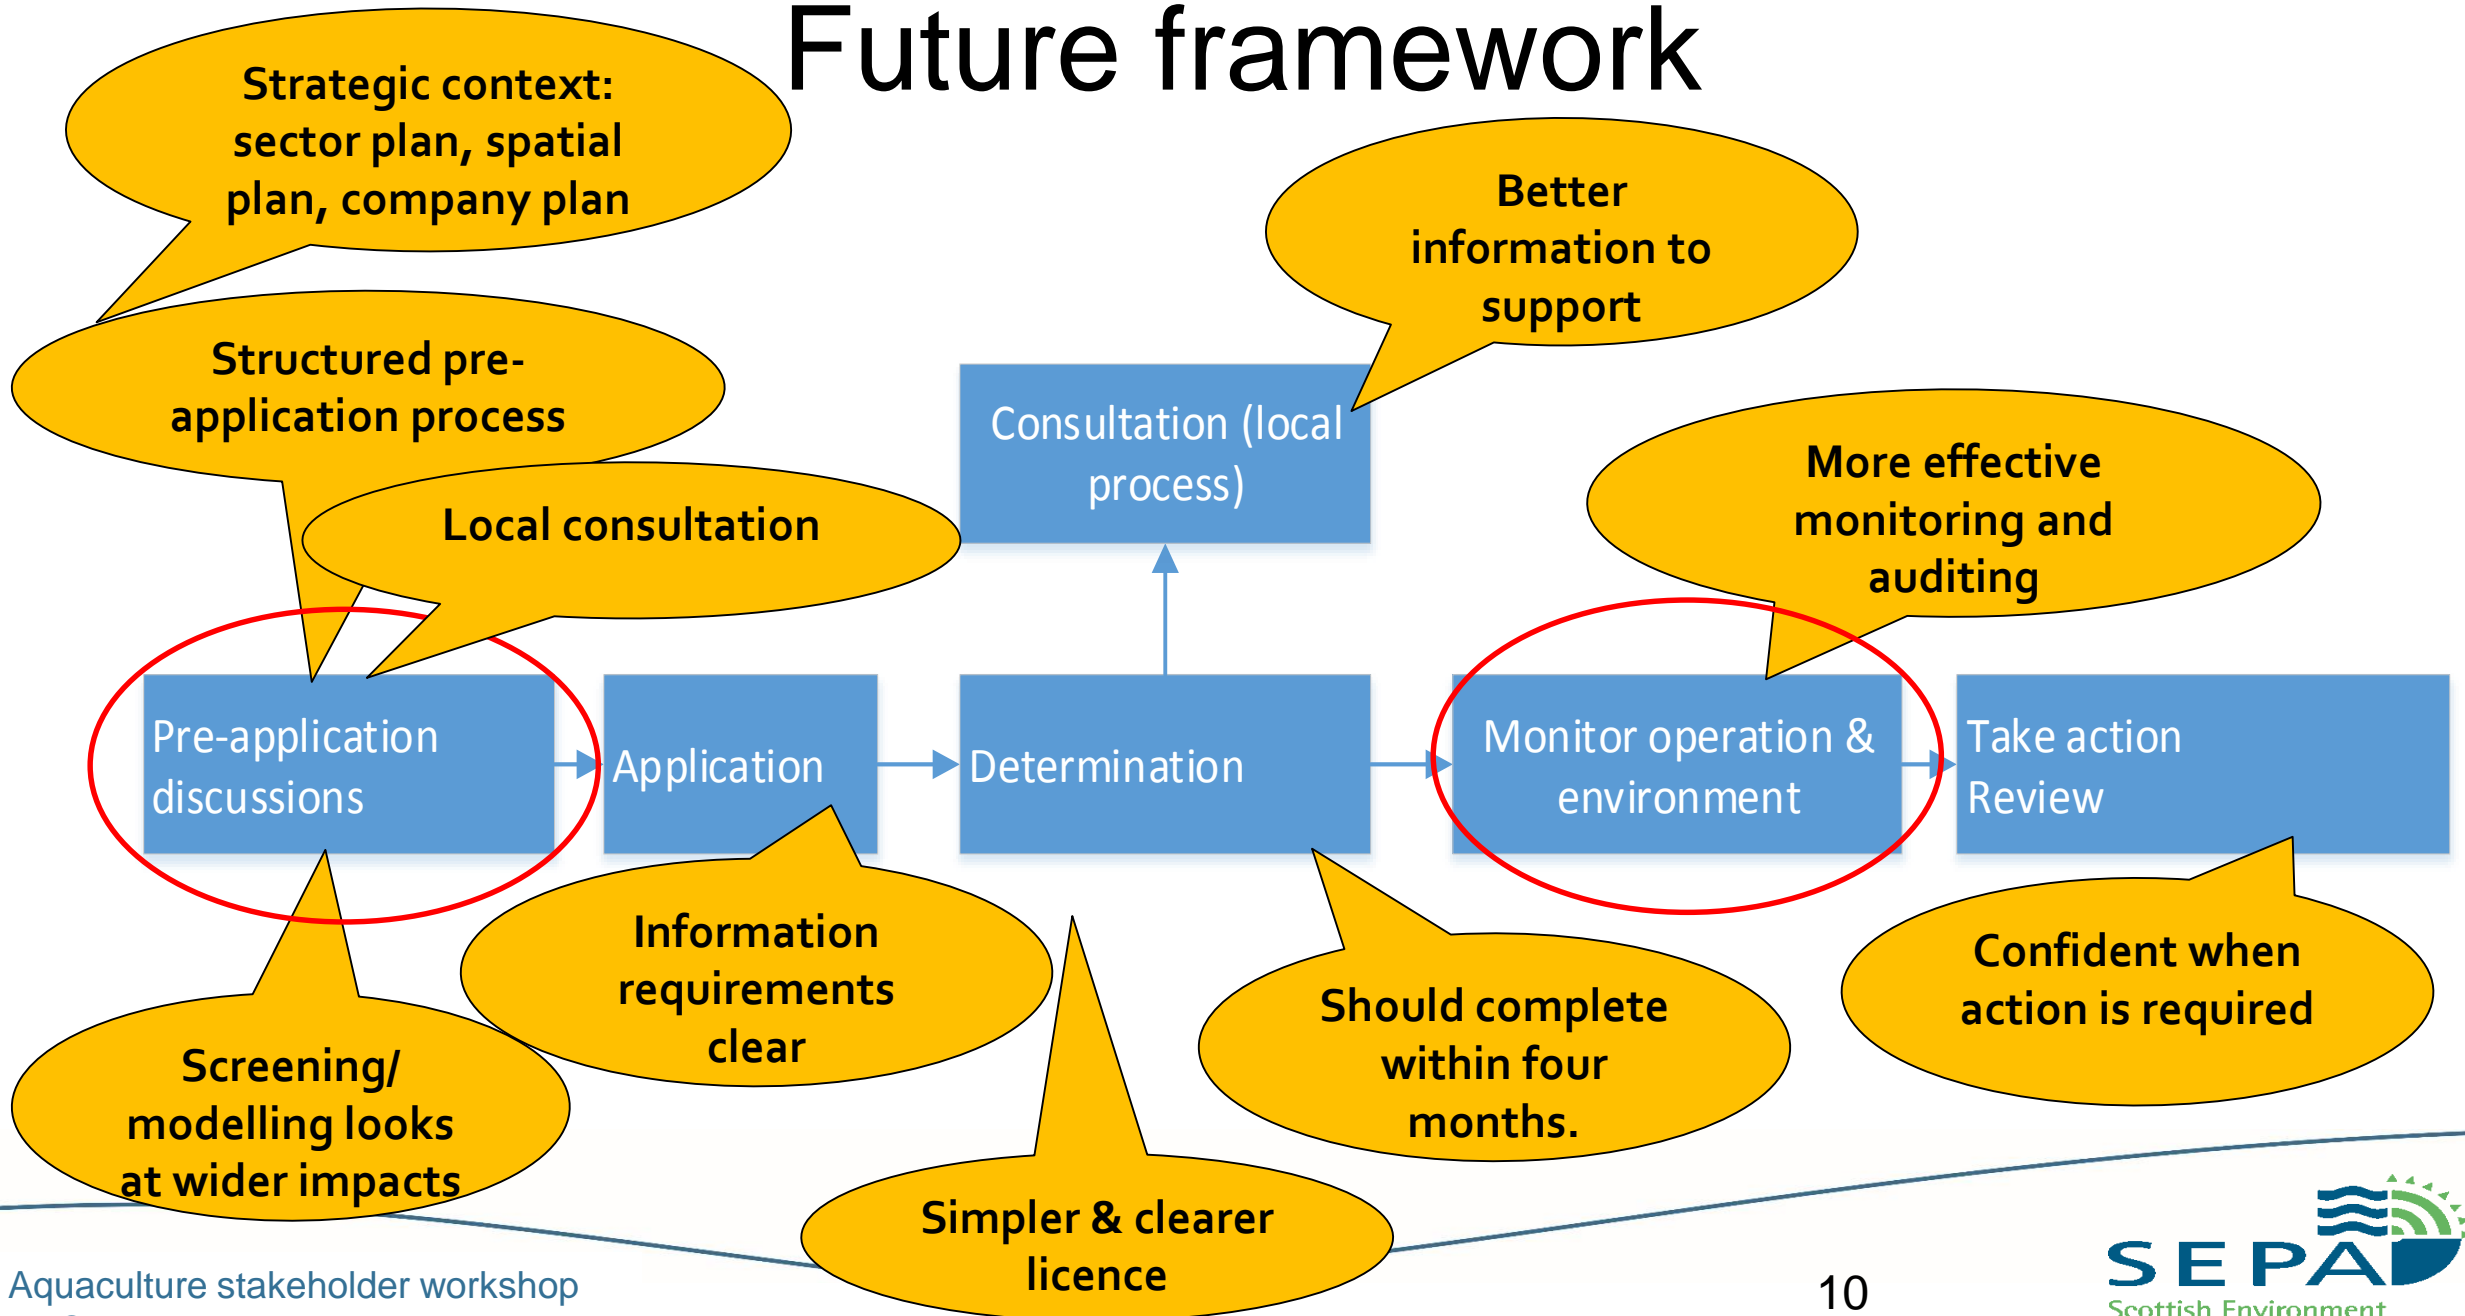 Future framework
Strategic context:
sector plan, spatial
plan, company plan
Better
information to
support
Structured pre-
application process
Consultation (local
process)
More effective
monitoring and
auditing
Local consultation
Pre-application
discussions
Application
Determination
Monitor operation &
environment
Take action
Review
Information
requirements
clear
Confident when
action is required
Should complete
within four
months.
Screening/
modelling looks
at wider impacts
Simpler & clearer
licence
Aquaculture stakeholder workshop
10
SEPA
Scottish Environment